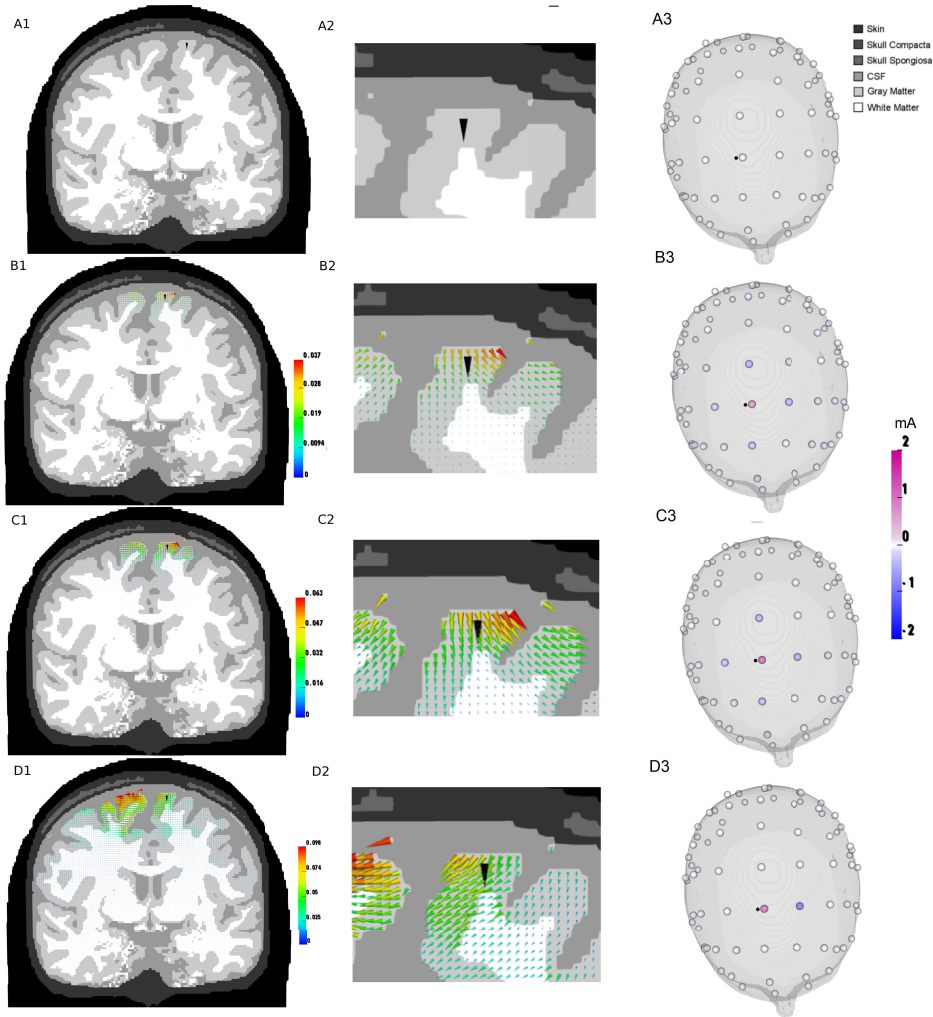 A1
A2
A3
Skin
Skull Compacta
Skull Spongiosa
CSF
Gray Matter
White Matter
B1
B2
B3
0.037
0.028
0.019
0.0094
0
mA
2
1
0
-1
-2
C1
C2
C3
0.063
0.047
0.032
0.016
0
D1
D2
D3
0.098
0.074
0.05
0.025
0